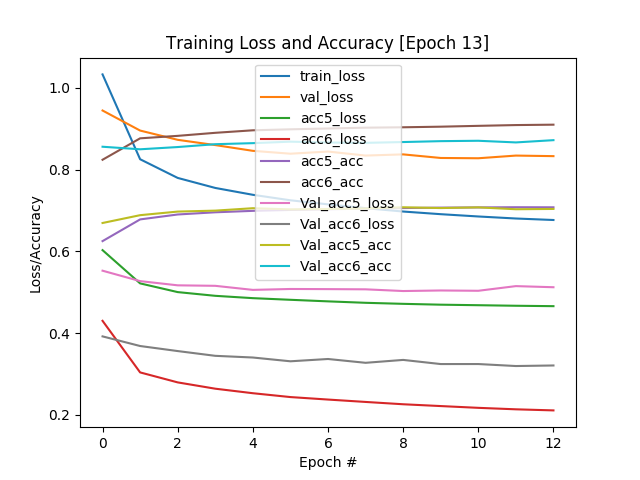 Training Loss and Accuracy [Epoch 13]
train_loss
val_loss
acc5_loss
acc6_loss
acc5_acc
acc6_acc
Val_acc5_loss
Val_acc6_loss
Val_acc5_acc
Val_acc6_acc
Loss/Accuracy
1.0
0.8
0.6
0.4
0.2
0 2 4 6 8 10 12
Epoch #